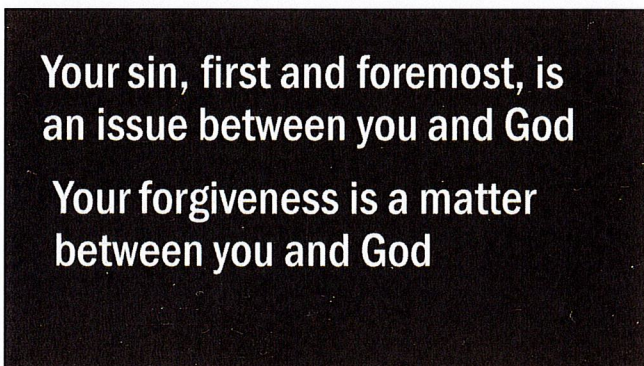 Your sin, first and foremost, is
an issue between you and God
Your forgiveness is a matter
between you and God